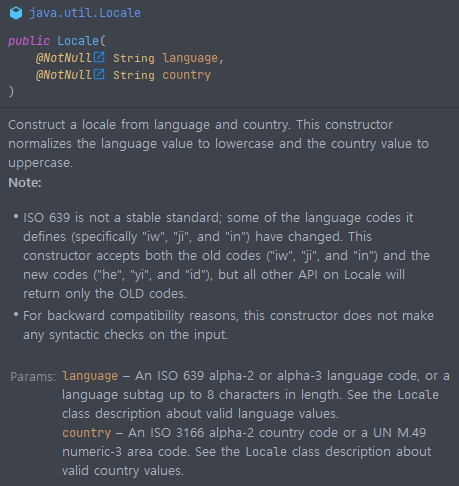 java.util.Locale
public Locale(
@NotNull String language,
@NotNull String country
)
Construct a locale from language and country. This constructor
normalizes the language value to lowercase and the country value to
uppercase.
Note:
• ISO 639 is not a stable standard; some of the language codes it
defines (specifically "iw", "ji", and "in") have changed. This
constructor accepts both the old codes ("iw", "ji", and "in") and the
new codes ("he", "yi", and "id"), but all other API on Locale will
return only the OLD codes.
• For backward compatibility reasons, this constructor does not make
any syntactic checks on the input.
Params: language – An ISO 639 alpha-2 or alpha-3 language code, or a
language subtag up to 8 characters in length. See the Locale
class description about valid language values.
country – An ISO 3166 alpha-2 country code or a UN M.49
numeric-3 area code. See the Locale class description about
valid country values.